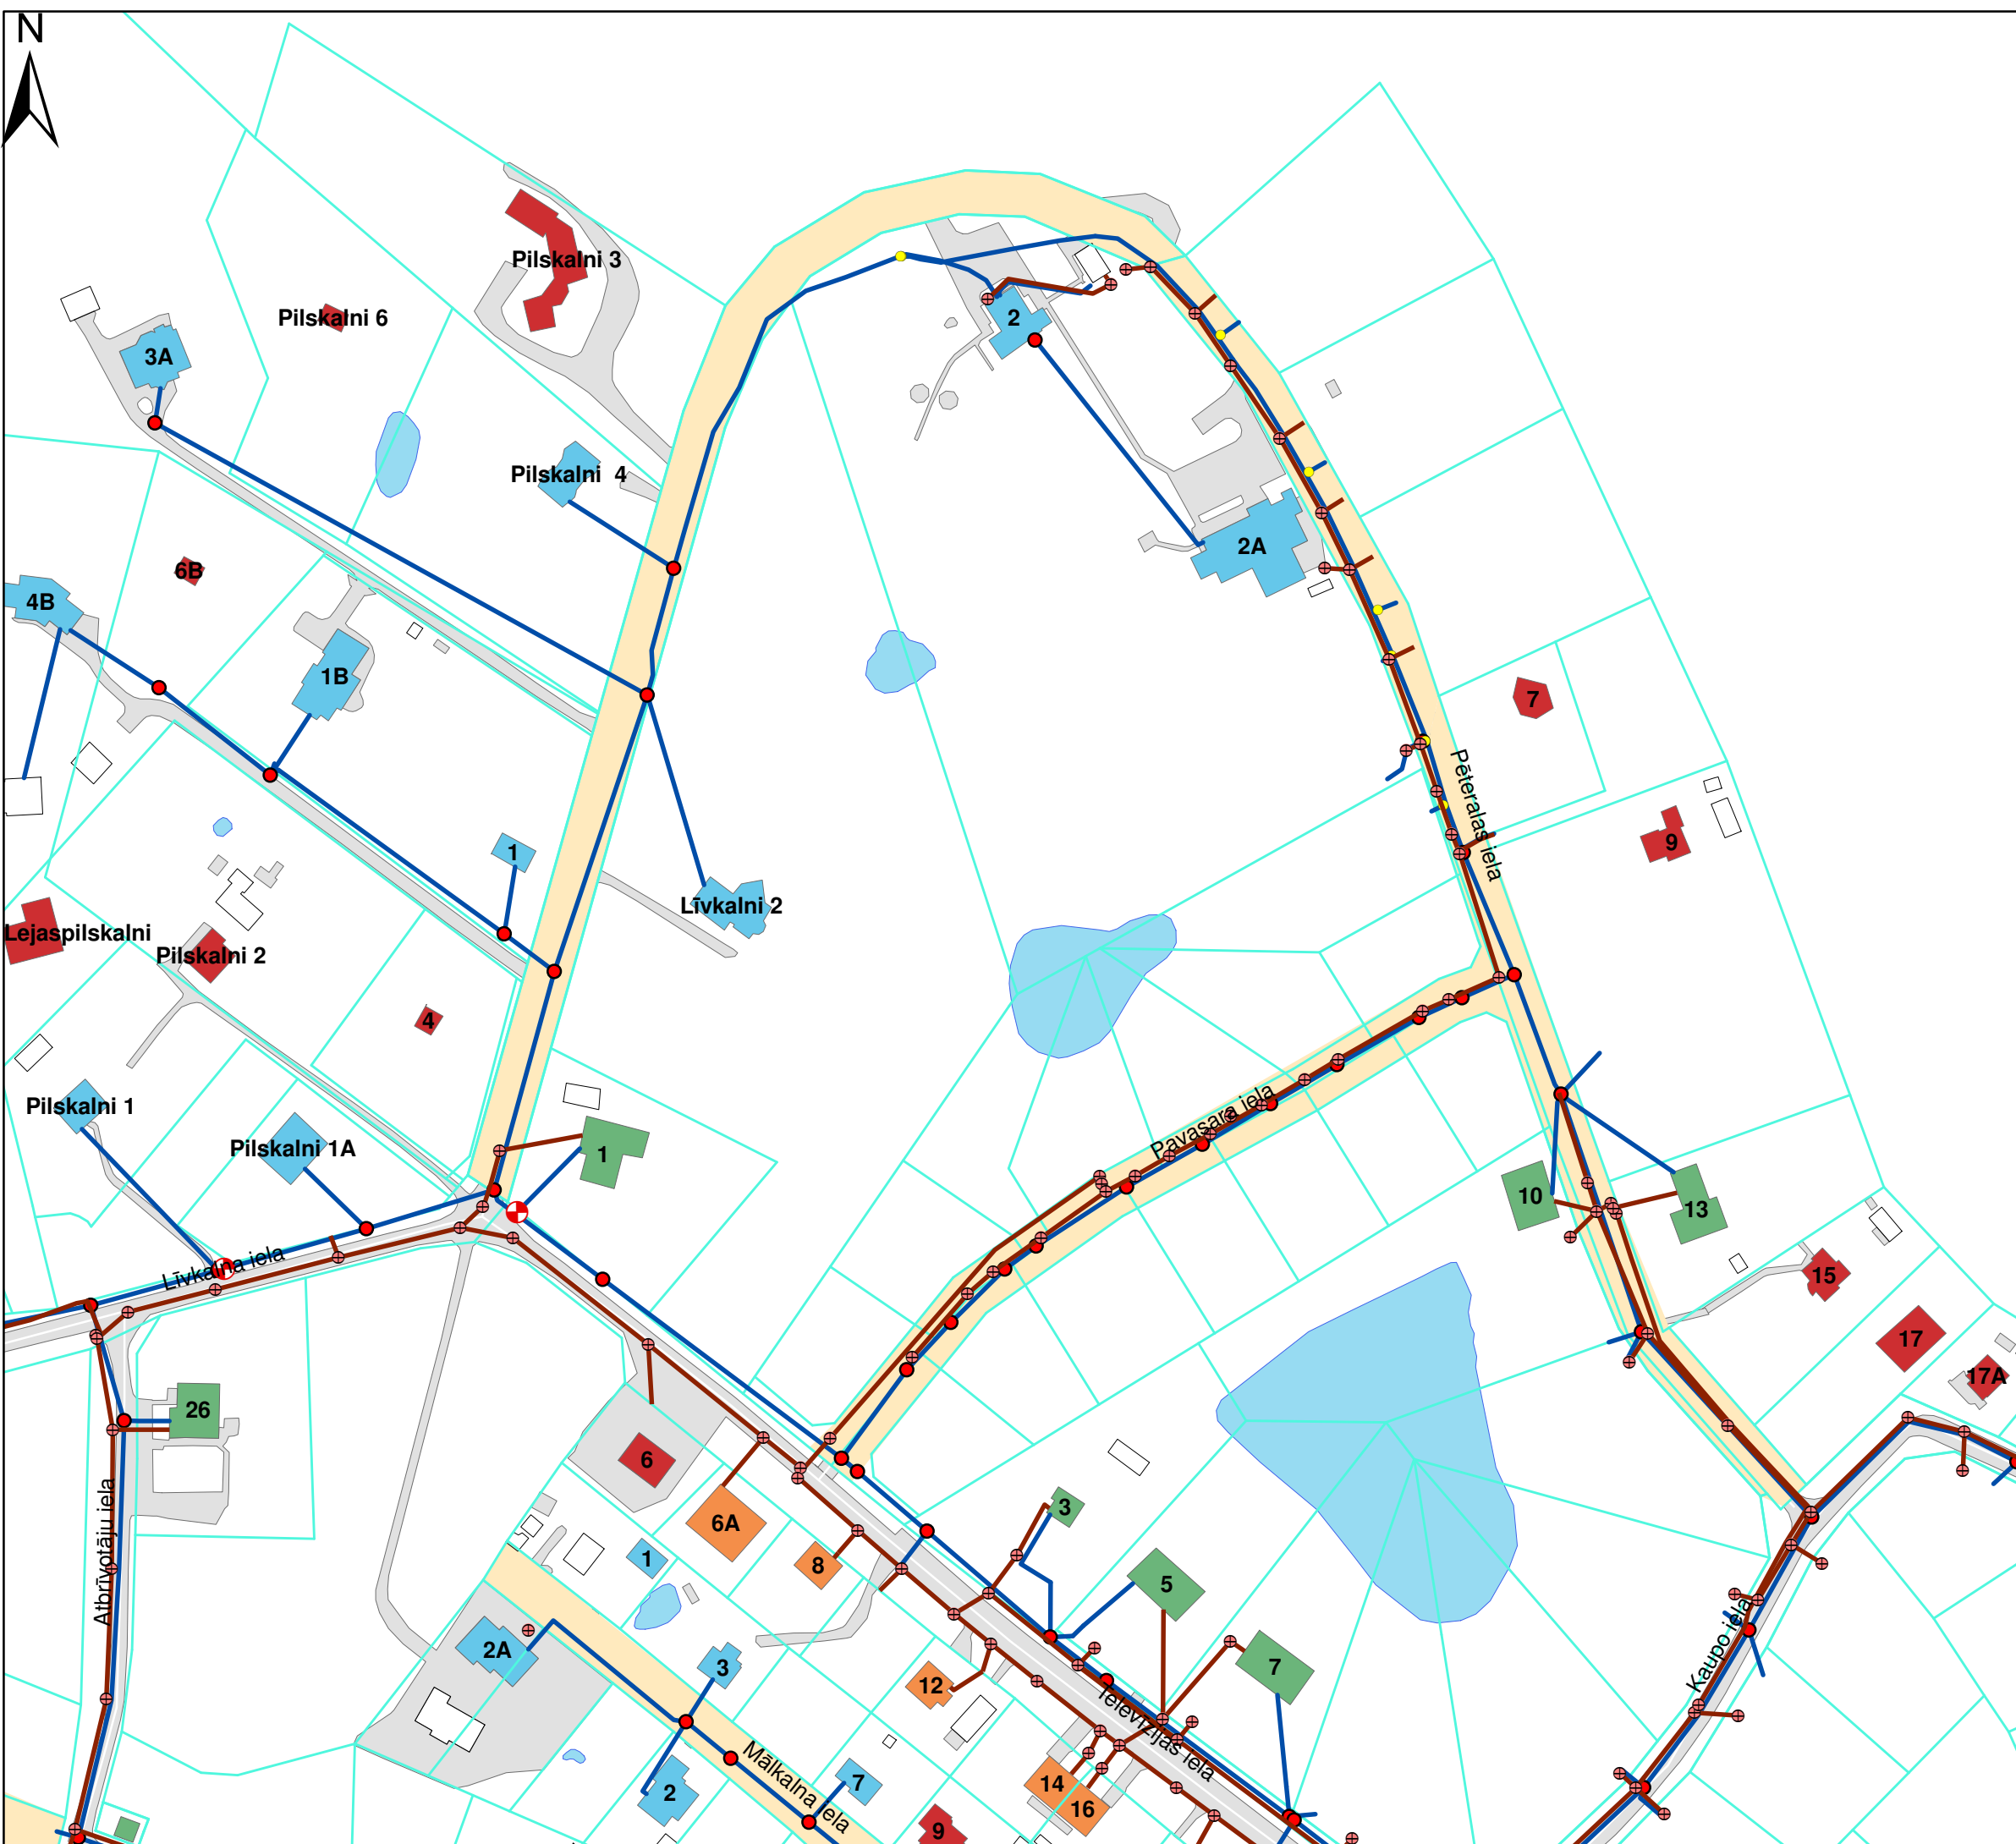 N
Pilskalni 3
Pilskalni 6
2
3A
Pilskalni 4
2A
6B
4B
1B
7
Pēteralas iela
9
1
Līvkalni 2
Lejaspilskalni
Pilskalni 2
4
Pilskalni 1
Pilskalni 1A
1
Pavasara iela
10
13
Līvkalna iela
15
17
17A
26
6
6A
3
1
8
5
Atbrīvotāju iela
2A
3
12
7
Kaupo iela
Televīzijas iela
Mālkalna iela
2
7
14
16
9